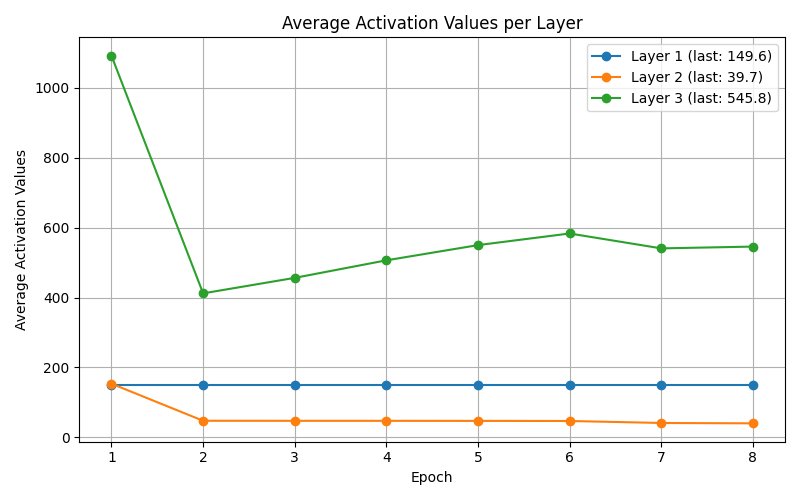 Average Activation Values per Layer
Layer 1 (last: 149.6)
Layer 2 (last: 39.7)
Layer 3 (last: 545.8)
Average Activation Values
1000
800
600
400
200
0
1 2 3 4 5 6 7 8
Epoch